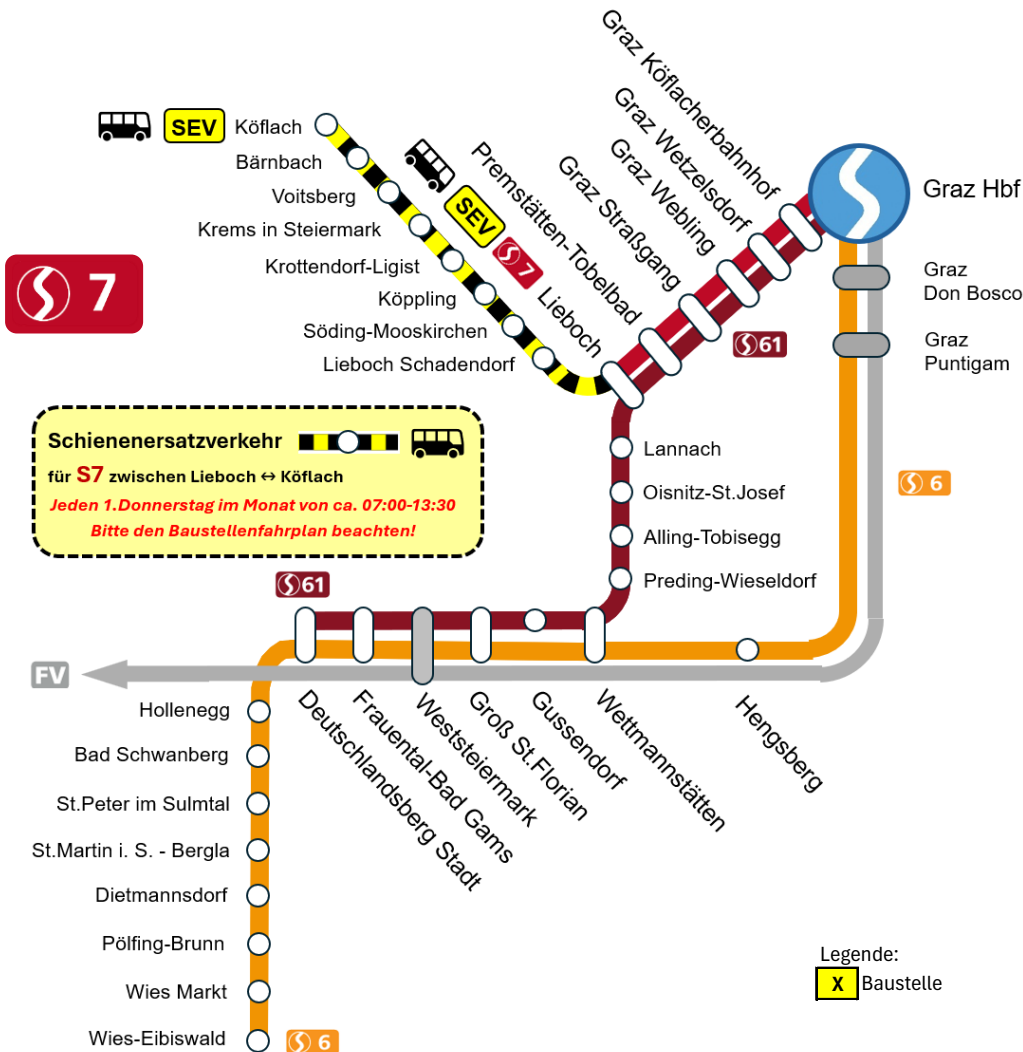 Graz Köflacherbahnhof
Graz Wetzelsdorf
Graz Webling
Graz Straßgang
Premstätten-Tobelbad
Lieboch
Graz Hbf
SEV
Köflach
Bärnbach
Voitsberg
Krems in Steiermark
Krottendorf-Ligist
Köppling
Söding-Mooskirchen
Lieboch Schadendorf
SEV
S 7
S 7
Graz
Don Bosco
Graz
Puntigam
S 61
S 6
Schienenersatzverkehr
für S7 zwischen Lieboch ↔ Köflach
Jeden 1.Donnerstag im Monat von ca. 07:00-13:30
Bitte den Baustellenfahrplan beachten!
Lannach
Oisnitz-St.Josef
Alling-Tobisegg
Preding-Wieseldorf
S 61
FV
Deutschlandsberg Stadt
Frauental-Bad Gams
Weststeiermark
Groß St.Florian
Gussendorf
Wettmannstätten
Hengsberg
Hollenegg
Bad Schwanberg
St.Peter im Sulmtal
St.Martin i. S. - Bergla
Dietmannsdorf
Pölfing-Brunn
Wies Markt
Wies-Eibiswald
S 6
Legende:
X Baustelle